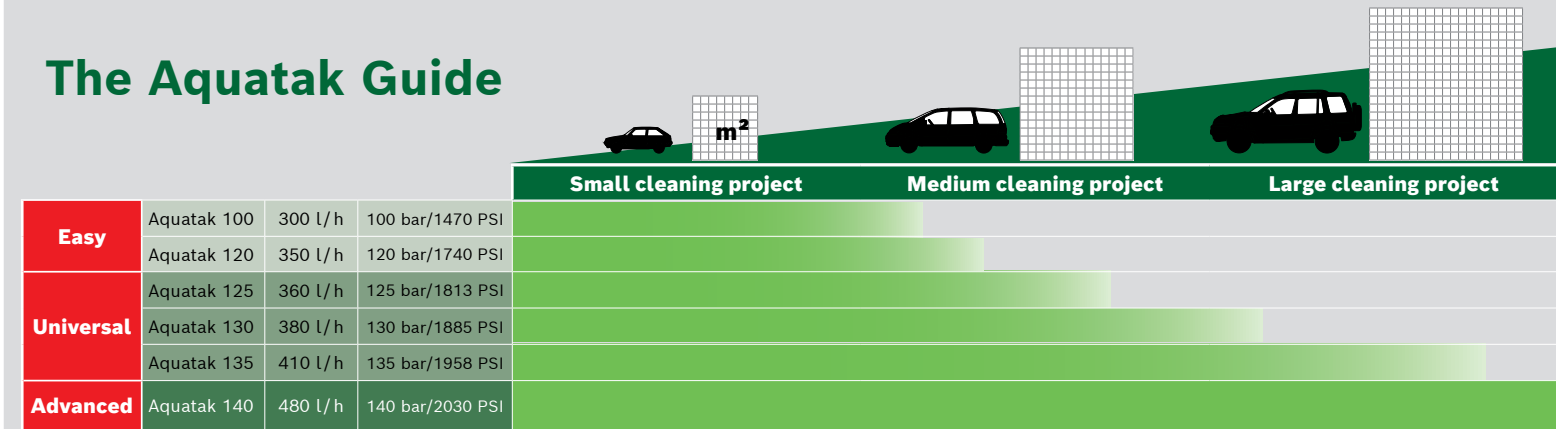 The Aquatak Guide
m²
Small cleaning project Medium cleaning project Large cleaning project
Easy
Aquatak 100 300 l/h 100 bar/1470 PSI
Aquatak 120 350 l/h 120 bar/1740 PSI
Universal
Aquatak 125 360 l/h 125 bar/1813 PSI
Aquatak 130 380 l/h 130 bar/1885 PSI
Aquatak 135 410 l/h 135 bar/1958 PSI
Advanced Aquatak 140 480 l/h 140 bar/2030 PSI